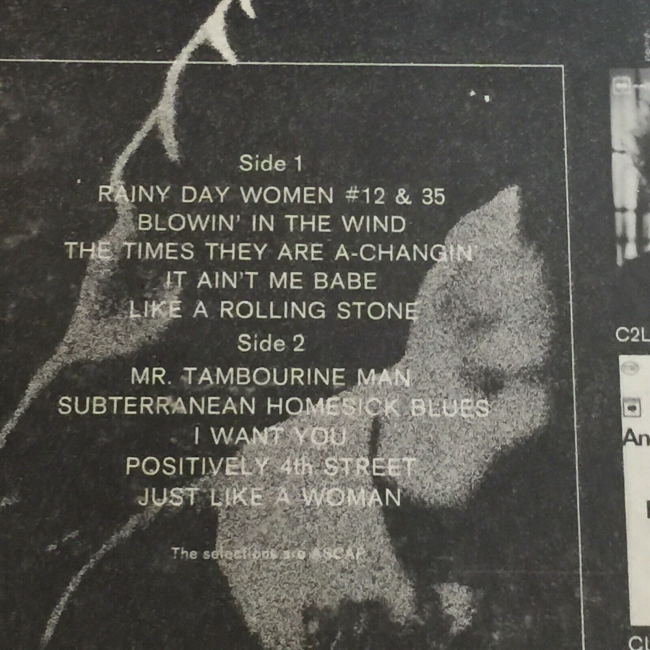 Side 1
RAINY DAY WOMEN #12 & 35
BLOWIN' IN THE WIND
THE TIMES THEY ARE A-CHANGIN'
IT AIN'T ME BABE
LIKE A ROLLING STONE
Side 2
MR. TAMBOURINE MAN
SUBTERRANEAN HOMESICK BLUES
I WANT YOU
POSITIVELY 4th STREET
JUST LIKE A WOMAN
The selections are ASCAP.
C2L
An